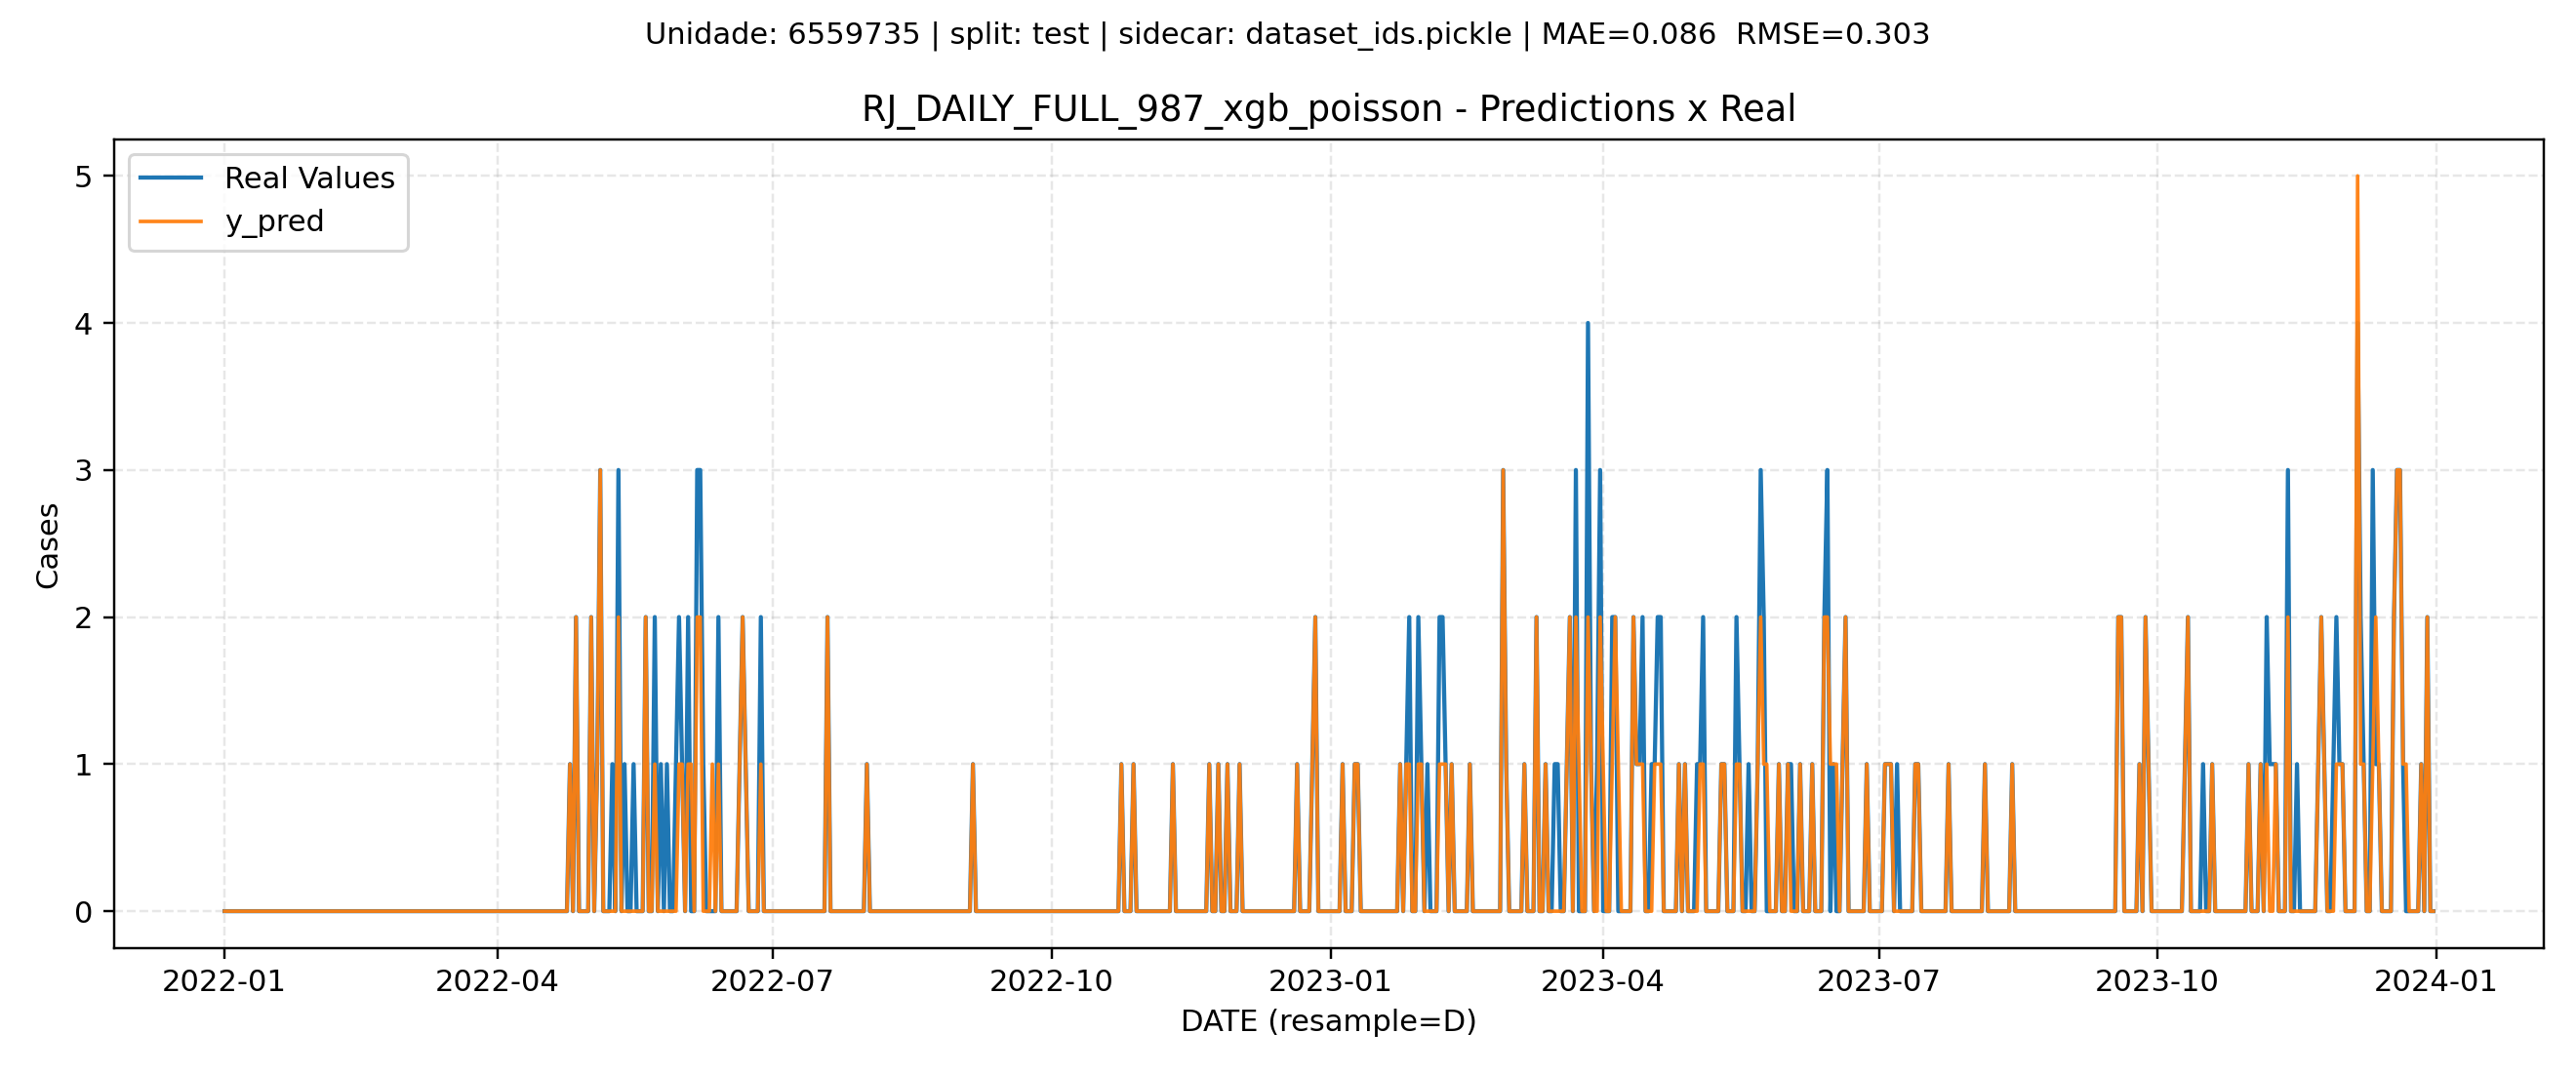 Unidade: 6559735 | split: test | sidecar: dataset_ids.pickle | MAE=0.086  RMSE=0.303
RJ_DAILY_FULL_987_xgb_poisson - Predictions x Real
Real Values
y_pred
5
4
3
2
1
0
Cases
2022-01 2022-04 2022-07 2022-10 2023-01 2023-04 2023-07 2023-10 2024-01
DATE (resample=D)